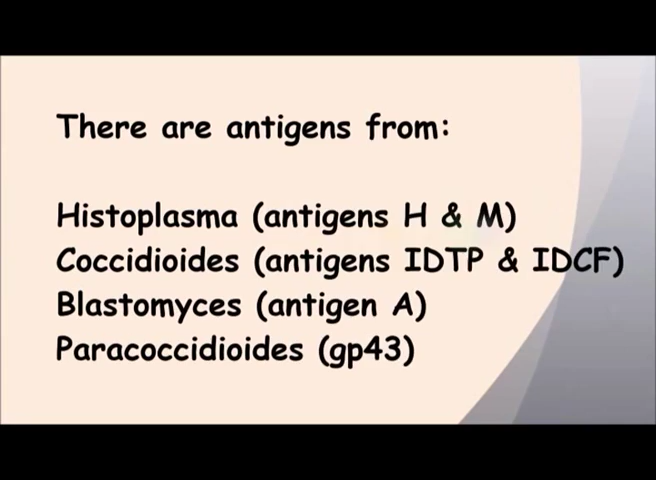 There are antigens from:
Histoplasma (antigens H & M)
Coccidioides (antigens IDTP & IDCF)
Blastomyces (antigen A)
Paracoccidioides (gp43)